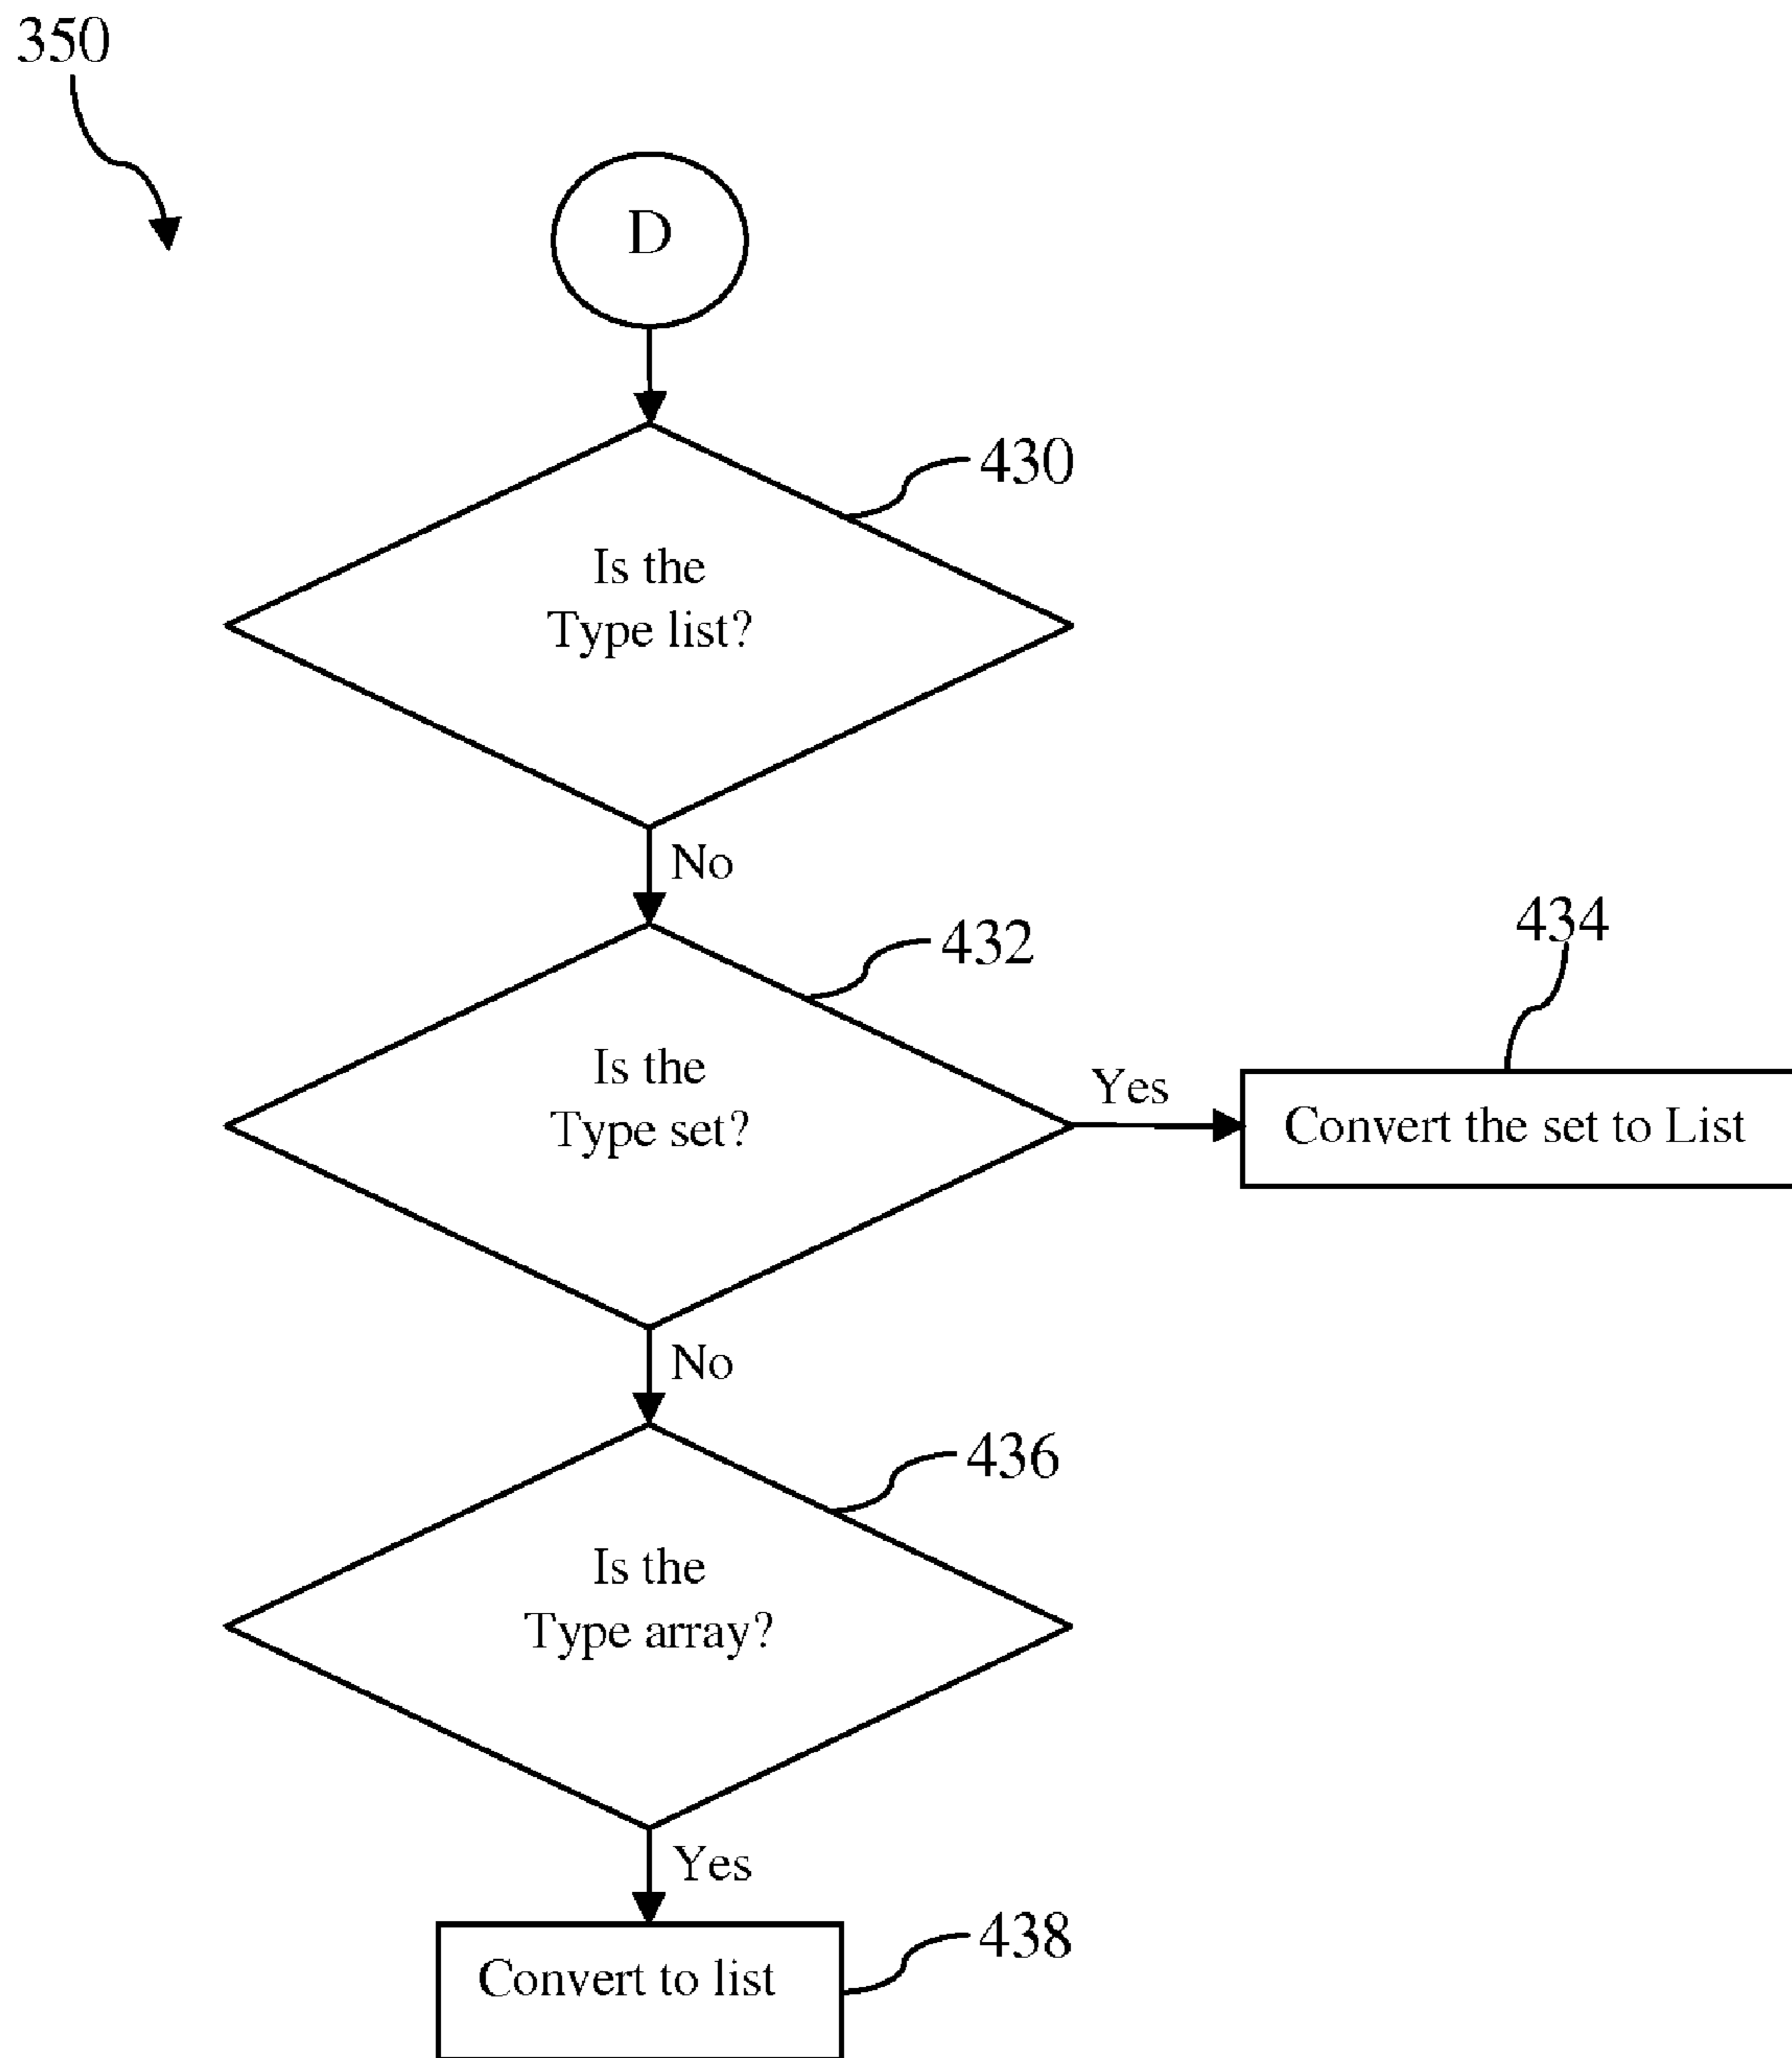 350
D
430
Is the
Type list?
No
432
434
Is the
Type set?
Yes
Convert the set to List
No
436
Is the
Type array?
Yes
438
Convert to list